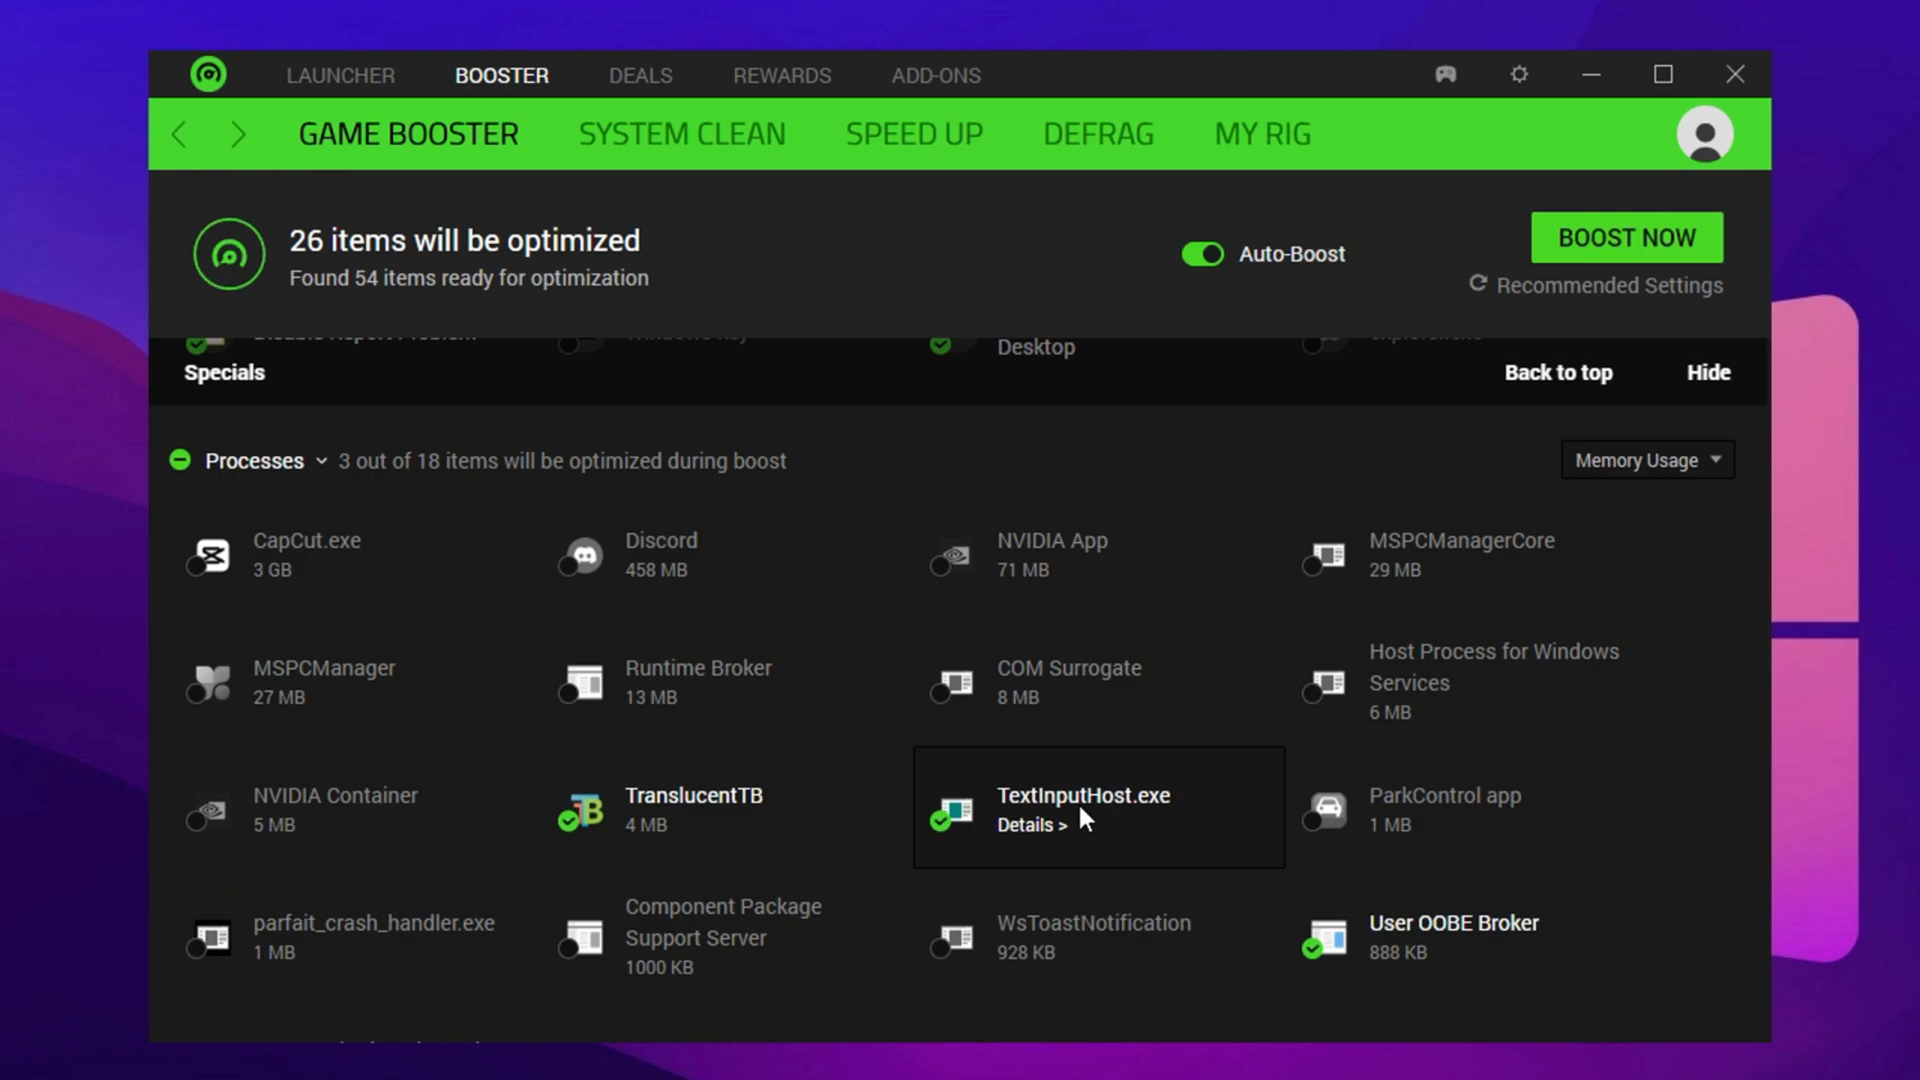 LAUNCHER BOOSTER DEALS REWARDS ADD-ONS
GAME BOOSTER SYSTEM CLEAN SPEED UP DEFRAG MY RIG
26 items will be optimized
Found 54 items ready for optimization
Auto-Boost
BOOST NOW
Recommended Settings
Desktop
Specials Back to top Hide
Processes 3 out of 18 items will be optimized during boost Memory Usage
CapCut.exe
3 GB
Discord
458 MB
NVIDIA App
71 MB
MSPCManagerCore
29 MB
MSPCManager
27 MB
Runtime Broker
13 MB
COM Surrogate
8 MB
Host Process for Windows
Services
6 MB
NVIDIA Container
5 MB
TranslucentTB
4 MB
TextInputHost.exe
Details >
ParkControl app
1 MB
parfait_crash_handler.exe
1 MB
Component Package
Support Server
1000 KB
WsToastNotification
928 KB
User OOBE Broker
888 KB